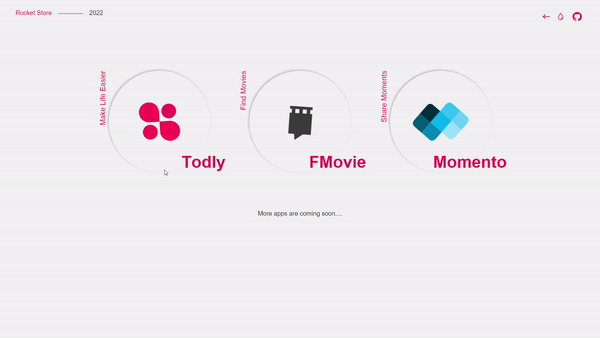 Rocket Store
2022
Make Life Easier
Todly
Find Movies
FMovie
Share Moments
Momento
More apps are coming soon....